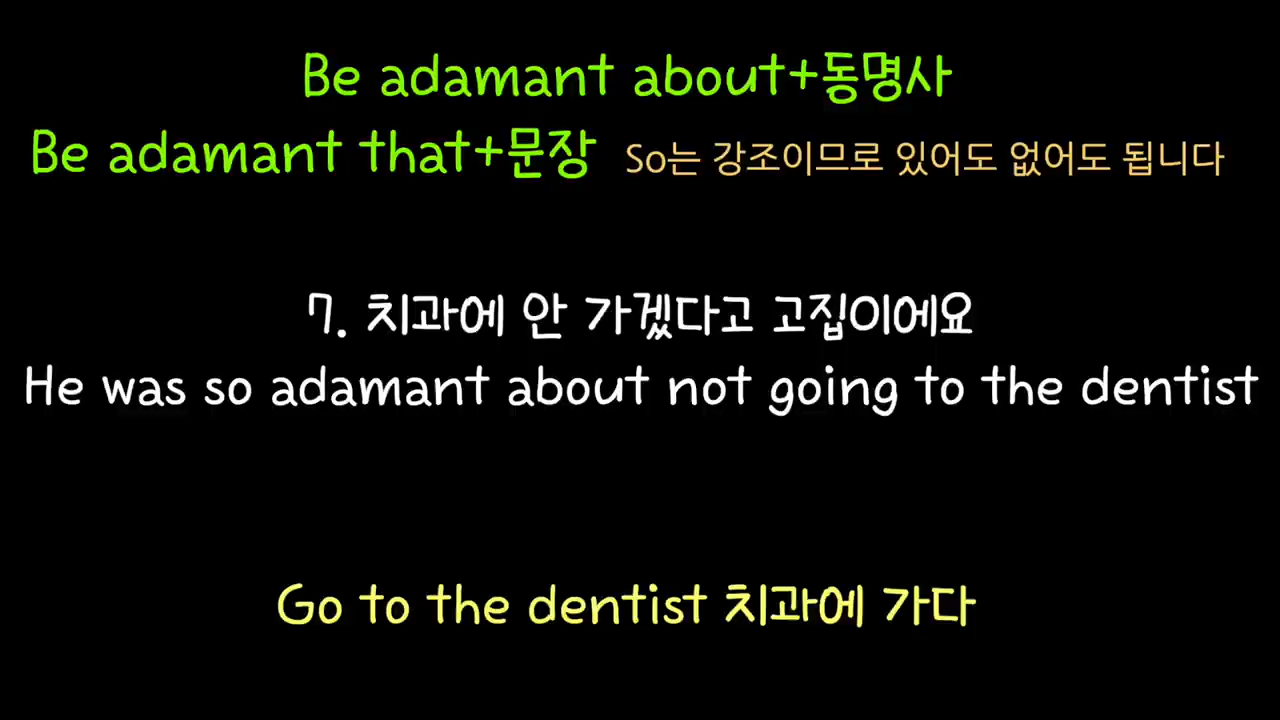 Be adamant about+동명사
Be adamant that+문장 So는 강조이므로 있어도 없어도 됩니다
7. 치과에 안 가겠다고 고집이에요
He was so adamant about not going to the dentist
Go to the dentist 치과에 가다